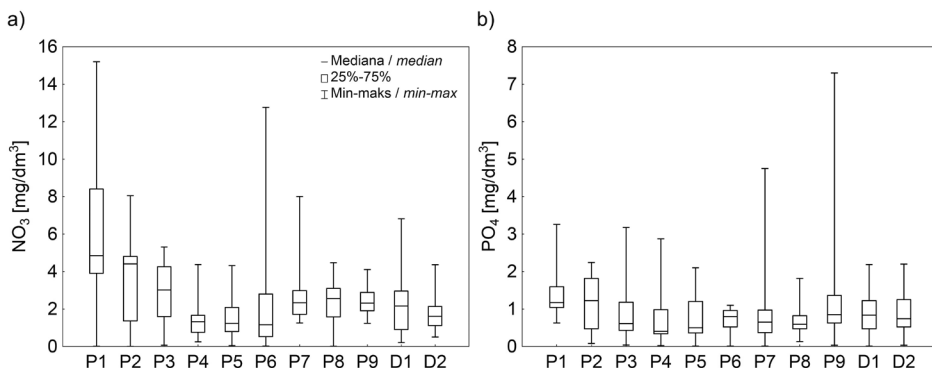 a)
16
14
12
10
8
6
4
2
0
NO₃ [mg/dm³]
Mediana / median
25%-75%
Min-maks / min-max
P1 P2 P3 P4 P5 P6 P7 P8 P9 D1 D2
b)
8
7
6
5
4
3
2
1
0
PO₄ [mg/dm³]
P1 P2 P3 P4 P5 P6 P7 P8 P9 D1 D2